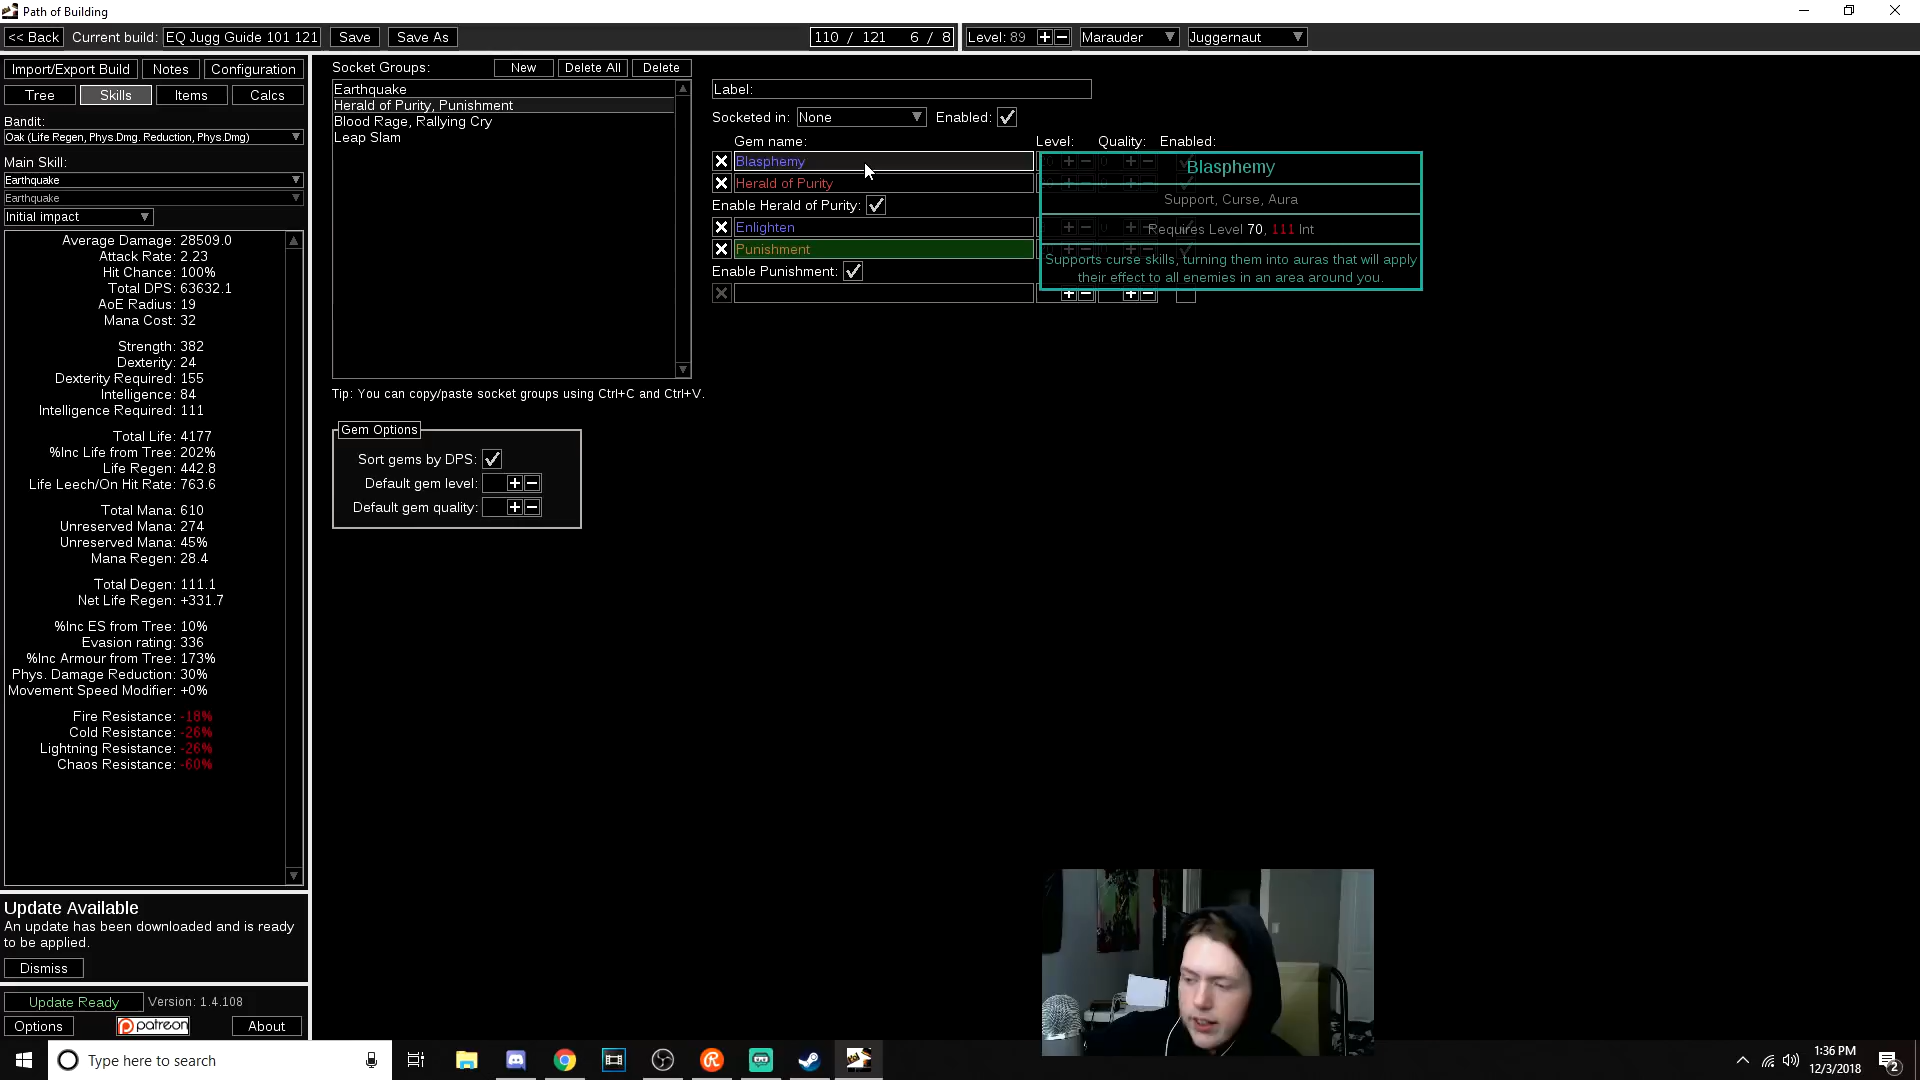 Path of Building
<< Back
Current build: EQ Jugg Guide 101 121
Save
Save As
110 / 121 6 / 8
Level: 89
Marauder
Juggernaut
Import/Export Build
Notes
Configuration
Tree
Skills
Items
Calcs
Bandit:
Oak (Life Regen, Phys.Dmg. Reduction, Phys.Dmg)
Main Skill:
Earthquake
Earthquake
Initial impact
Average Damage: 28509.0
Attack Rate: 2.23
Hit Chance: 100%
Total DPS: 63632.1
AoE Radius: 19
Mana Cost: 32
Strength: 382
Dexterity: 24
Dexterity Required: 155
Intelligence: 84
Intelligence Required: 111
Total Life: 4177
%Inc Life from Tree: 202%
Life Regen: 442.8
Life Leech/On Hit Rate: 763.6
Total Mana: 610
Unreserved Mana: 274
Unreserved Mana: 45%
Mana Regen: 28.4
Total Degen: 111.1
Net Life Regen: +331.7
%Inc ES from Tree: 10%
Evasion rating: 336
%Inc Armour from Tree: 173%
Phys. Damage Reduction: 30%
Movement Speed Modifier: +0%
Fire Resistance: -18%
Cold Resistance: -26%
Lightning Resistance: -26%
Chaos Resistance: -60%
Update Available
An update has been downloaded and is ready
to be applied.
Dismiss
Update Ready
Version: 1.4.108
Options
patreon
About
Socket Groups:
New
Delete All
Delete
Earthquake
Herald of Purity, Punishment
Blood Rage, Rallying Cry
Leap Slam
Tip: You can copy/paste socket groups using Ctrl+C and Ctrl+V.
Gem Options
Sort gems by DPS:
Default gem level:
Default gem quality:
Label:
Socketed in: None
Enabled:
Gem name:
Level:
Quality:
Enabled:
Blasphemy
Herald of Purity
Enable Herald of Purity:
Enlighten
Punishment
Enable Punishment:
Blasphemy
Support, Curse, Aura
Requires Level 70, 111 Int
Supports curse skills, turning them into auras that will apply
their effect to all enemies in an area around you.
Type here to search
1:36 PM
12/3/2018
2